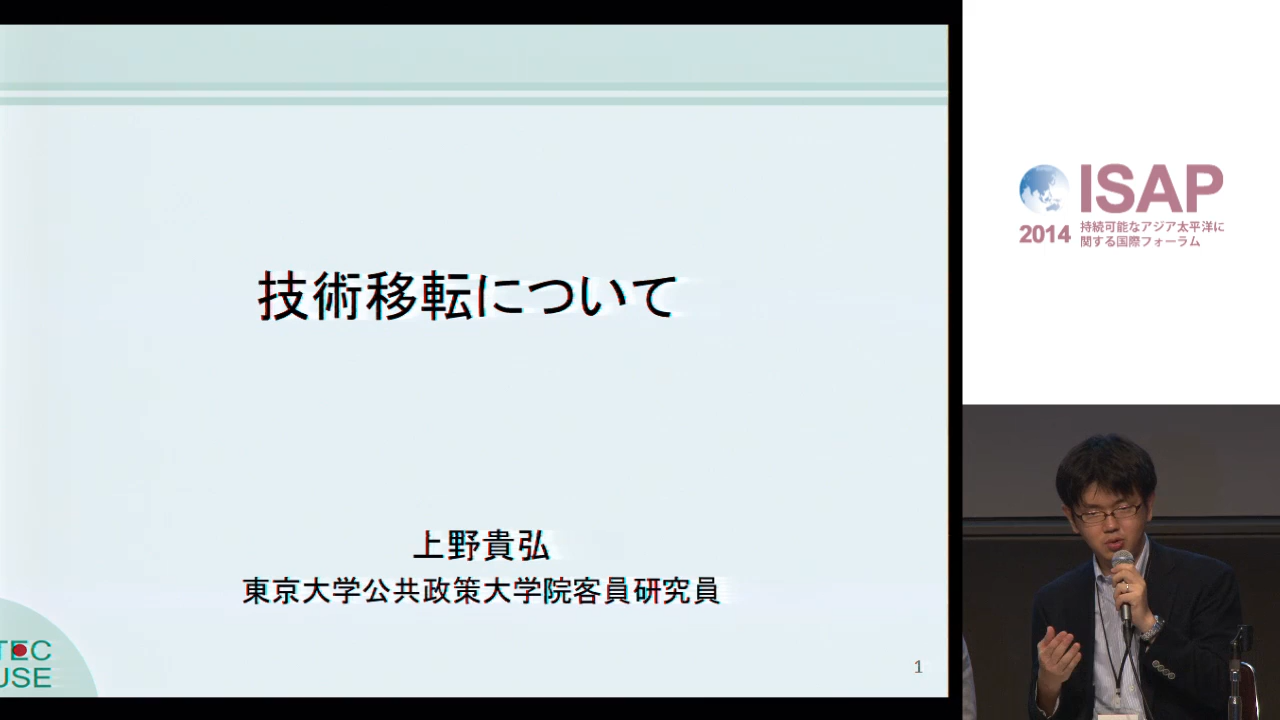 技術移転について
上野貴弘
東京大学公共政策大学院客員研究員
TEC
USE
1
ISAP
2014
持続可能なアジア太平洋に
関する国際フォーラム